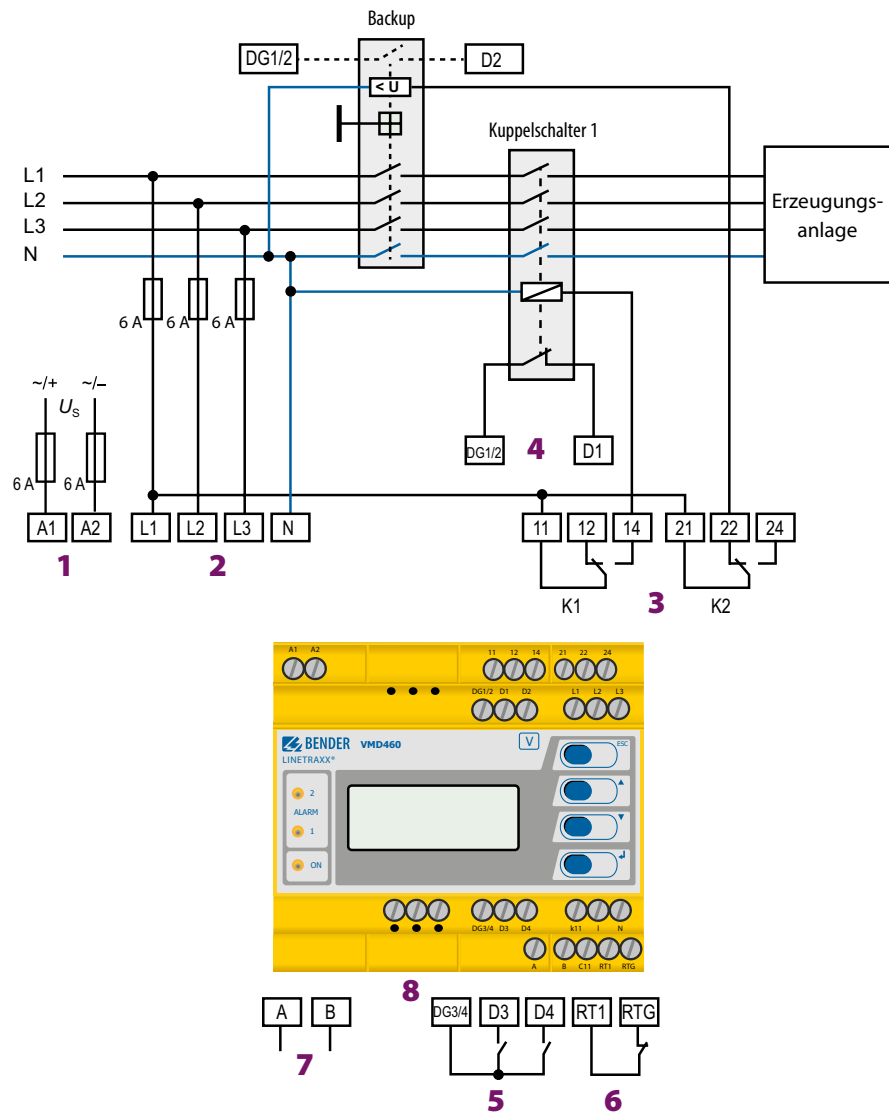 Backup
DG1/2
D2
< U
Kuppelschalter 1
L1
L2
L3
N
Erzeugungs-
anlage
6 A
6 A
6 A
~/+
~/–
US
6 A
6 A
DG1/2
4
D1
A1
A2
L1
L2
L3
N
11
12
14
21
22
24
1
2
K1
3
K2
A1
A2
11
12
14
21
22
24
DG1/2
D1
D2
L1
L2
L3
BENDER
VMD460
V
ESC
LINETRAXX®
2
ALARM
1
ON
DG3/4
D3
D4
k11
I
N
A
B
C11
RT1
RTG
8
A
B
DG3/4
D3
D4
RT1
RTG
7
5
6